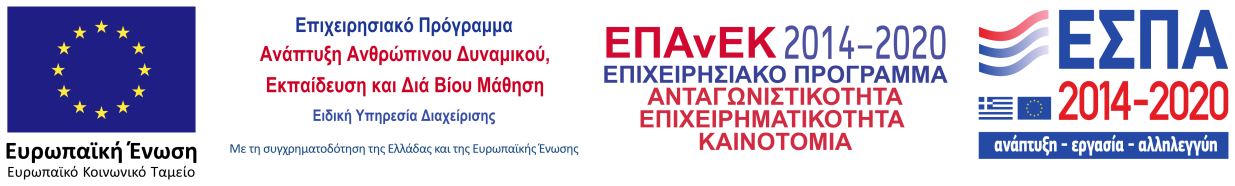 Ευρωπαϊκή Ένωση
Ευρωπαϊκό Κοινωνικό Ταμείο
Επιχειρησιακό Πρόγραμμα
Ανάπτυξη Ανθρώπινου Δυναμικού,
Εκπαίδευση και Διά Βίου Μάθηση
Ειδική Υπηρεσία Διαχείρισης
Με τη συγχρηματοδότηση της Ελλάδας και της Ευρωπαϊκής Ένωσης
ΕΠΑνΕΚ 2014–2020
ΕΠΙΧΕΙΡΗΣΙΑΚΟ ΠΡΟΓΡΑΜΜΑ
ΑΝΤΑΓΩΝΙΣΤΙΚΟΤΗΤΑ
ΕΠΙΧΕΙΡΗΜΑΤΙΚΟΤΗΤΑ
ΚΑΙΝΟΤΟΜΙΑ
ΕΣΠΑ
2014-2020
ανάπτυξη - εργασία - αλληλεγγύη